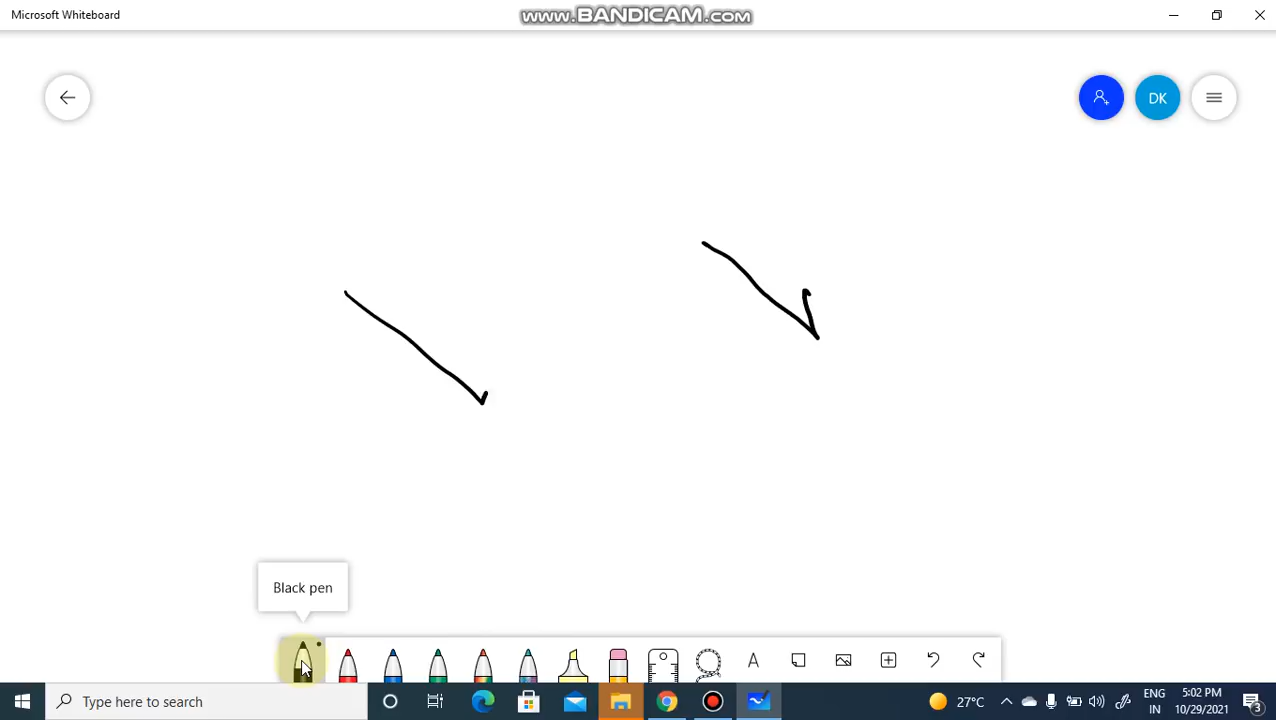 Microsoft Whiteboard
www.BANDICAM.com
DK
Black pen
A
Type here to search
27°C
ENG
IN
5:02 PM
10/29/2021
3